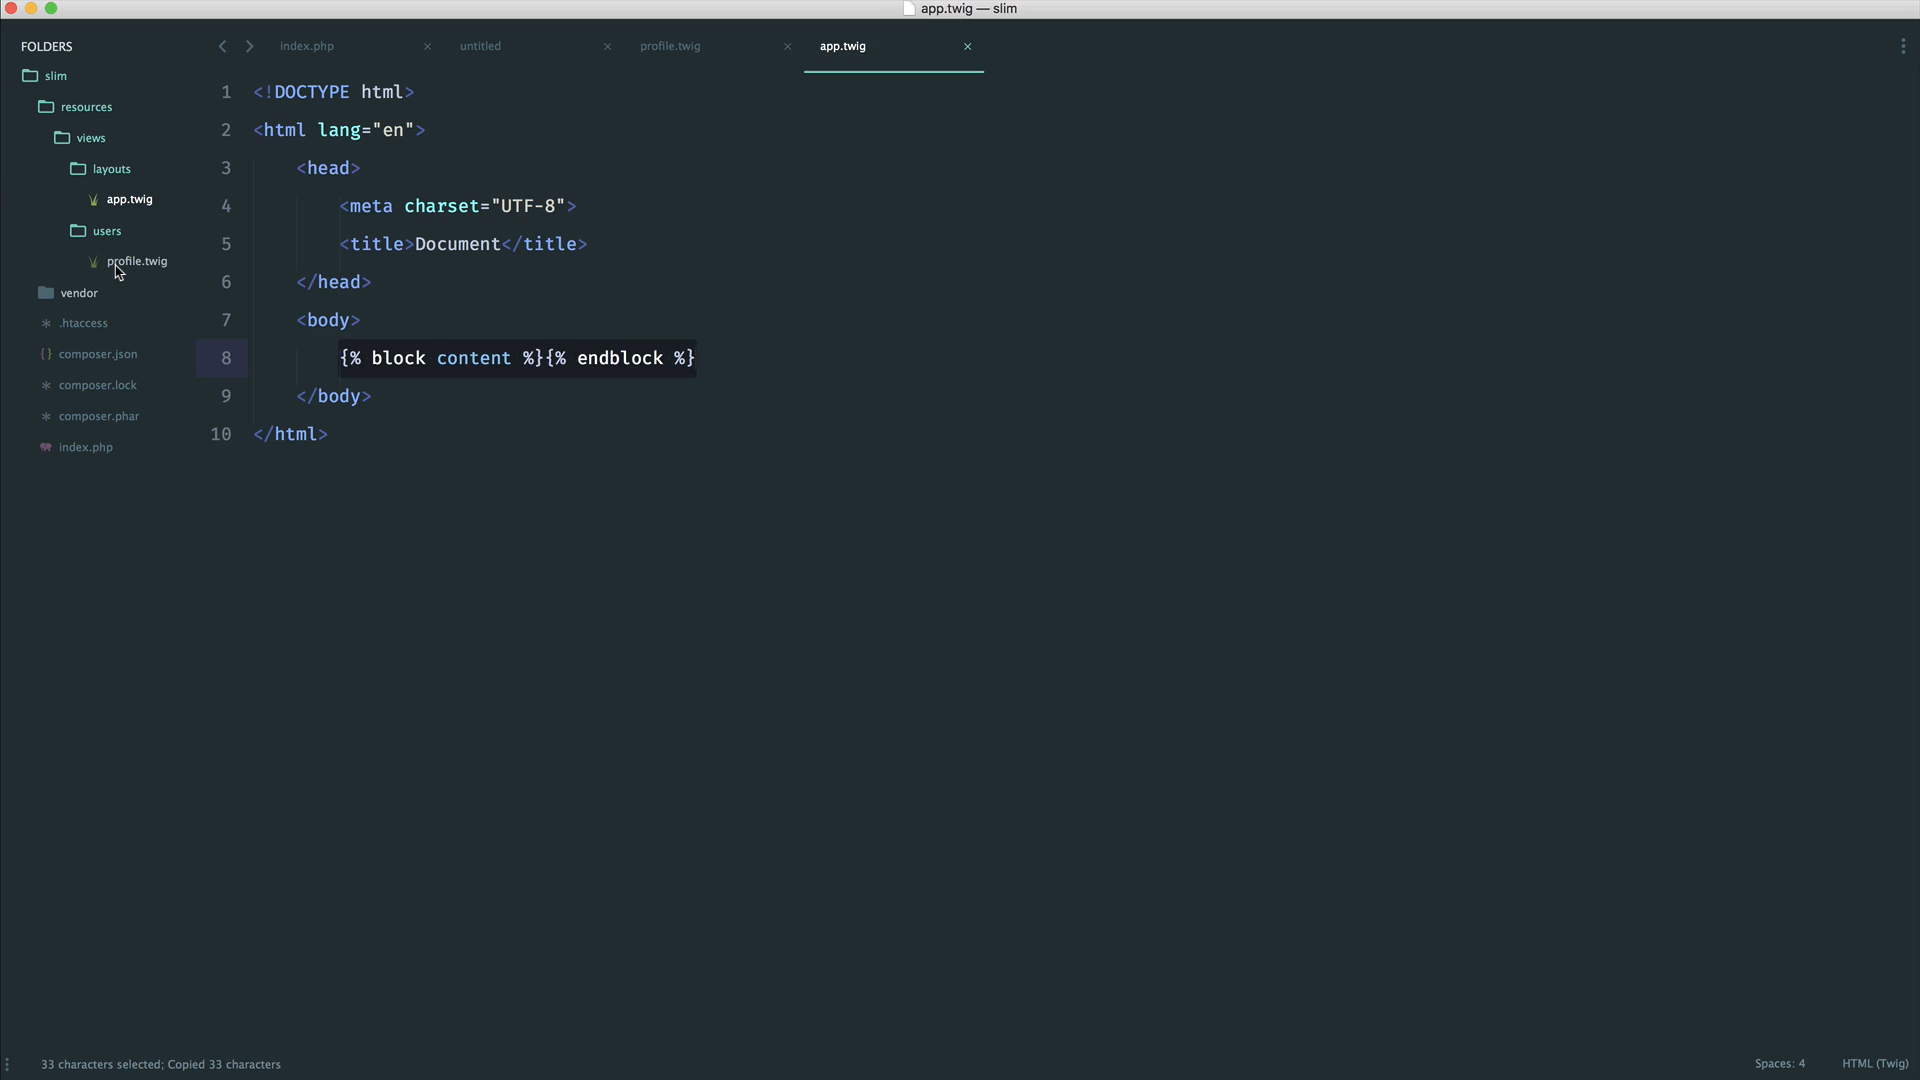 app.twig — slim
FOLDERS
slim
resources
views
layouts
app.twig
users
profile.twig
vendor
.htaccess
composer.json
composer.lock
composer.phar
index.php
index.php
untitled
profile.twig
app.twig
1 <!DOCTYPE html>
2 <html lang="en">
3 <head>
4 <meta charset="UTF-8">
5 <title>Document</title>
6 </head>
7 <body>
8 {% block content %}{% endblock %}
9 </body>
10 </html>
33 characters selected; Copied 33 characters
Spaces: 4
HTML (Twig)